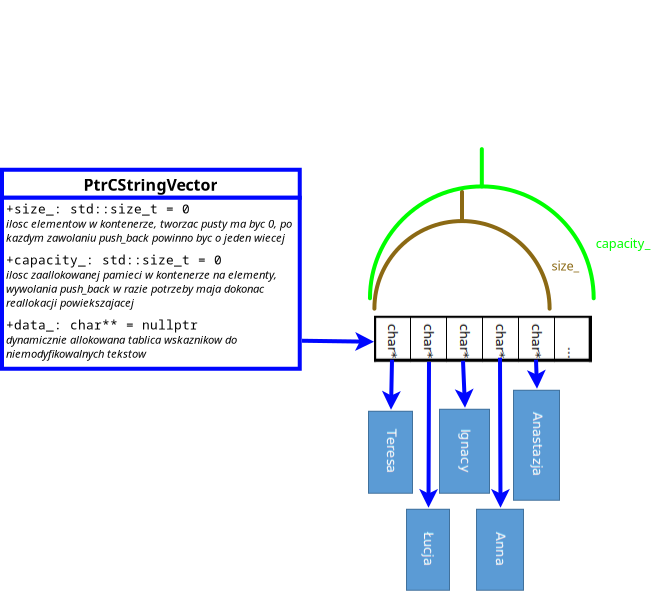 PtrCStringVector
+size_: std::size_t = 0
ilosc elementow w kontenerze, tworzac pusty ma byc 0, po
kazdym zawolaniu push_back powinno byc o jeden wiecej
+capacity_: std::size_t = 0
ilosc zaallokowanej pamieci w kontenerze na elementy,
wywolania push_back w razie potrzeby maja dokonac
reallokacji powiekszajacej
+data_: char** = nullptr
dynamicznie allokowana tablica wskaznikow do
niemodyfikowalnych tekstow
capacity_
size_
char*
char*
char*
char*
char*
...
Teresa
Ignacy
Anastazja
Łucja
Anna